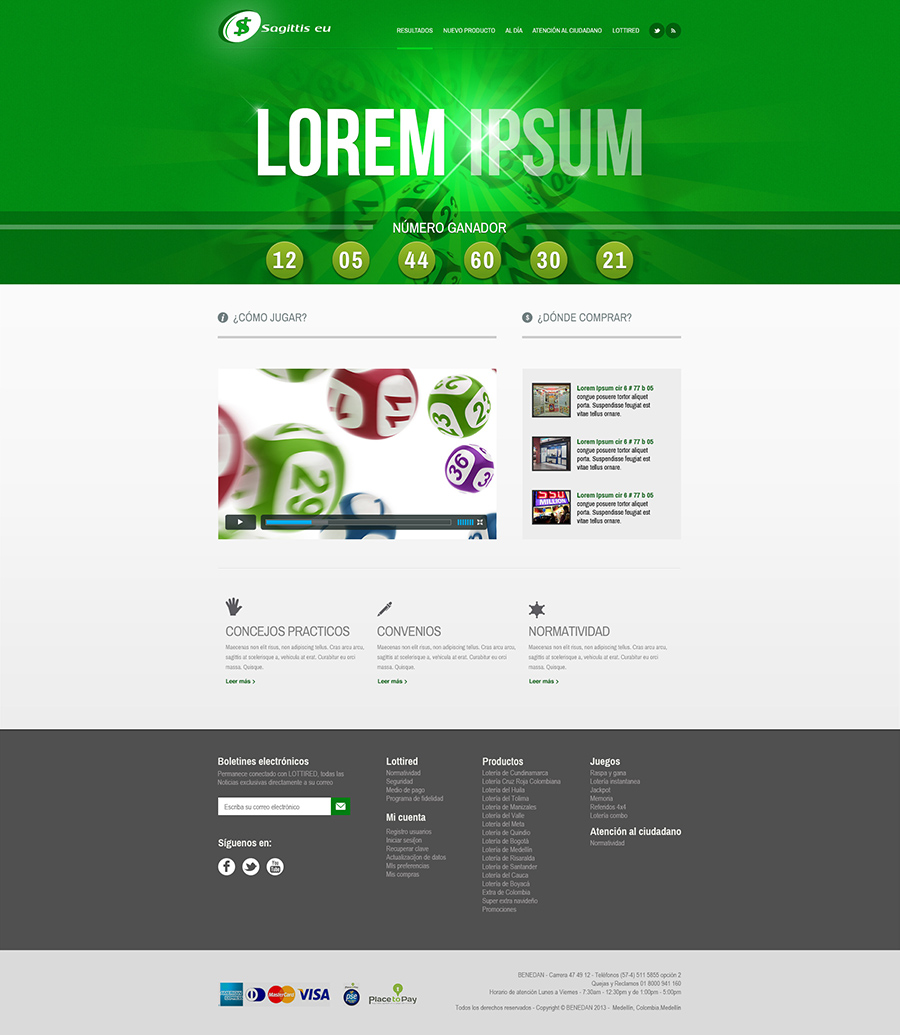 Sagittis eu
RESULTADOS NUEVO PRODUCTO AL DÍA ATENCIÓN AL CIUDADANO LOTTIRED
LOREM IPSUM
NÚMERO GANADOR
12 05 44 60 30 21
¿CÓMO JUGAR?
11
23
36
29
¿DÓNDE COMPRAR?
Lorem Ipsum cir 6 # 77 b 05
congue posuere tortor aliquet
porta. Suspendisse feugiat est
vitae tellus ornare.
Lorem Ipsum cir 6 # 77 b 05
congue posuere tortor aliquet
porta. Suspendisse feugiat est
vitae tellus ornare.
MILLION
Lorem Ipsum cir 6 # 77 b 05
congue posuere tortor aliquet
porta. Suspendisse feugiat est
vitae tellus ornare.
CONCEJOS PRACTICOS
Maecenas non elit risus, non adipiscing tellus. Cras arcu arcu,
sagittis at scelerisque a, vehicula at erat. Curabitur eu orci
massa. Quisque.
Leer más >
CONVENIOS
Maecenas non elit risus, non adipiscing tellus. Cras arcu arcu,
sagittis at scelerisque a, vehicula at erat. Curabitur eu orci
massa. Quisque.
Leer más >
NORMATIVIDAD
Maecenas non elit risus, non adipiscing tellus. Cras arcu arcu,
sagittis at scelerisque a, vehicula at erat. Curabitur eu orci
massa. Quisque.
Leer más >
Boletines electrónicos
Permanece conectado con LOTTIRED, todas las
Noticias exclusivas directamente a su correo
Escriba su correo electrónico
Síguenos en:
You
Tube
Lottired
Normatividad
Seguridad
Medio de pago
Programa de fidelidad
Mi cuenta
Registro usuarios
Iniciar sesi[on
Recuperar clave
Actualizaci[on de datos
MIs preferencias
Mis compras
Productos
Lotería de Cundinamarca
Lotería Cruz Roja Colombiana
Lotería del Huila
Lotería del Tolima
Lotería de Manizales
Lotería del Valle
Lotería del Meta
Lotería de Quindio
Lotería de Bogotá
Lotería de Medellín
Lotería de Risaralda
Lotería de Santander
Lotería del Cauca
Lotería de Boyacá
Extra de Colombia
Super extra navideño
Promociones
Juegos
Raspa y gana
Lotería instantanea
Jackpot
Memoria
Referidos 4x4
Lotería combo
Atención al ciudadano
Normatividad
AMERICAN EXPRESS
Diners Club
MasterCard
VISA
pse
Place to Pay
BENEDAN - Carrera 47 49 12 - Teléfonos (57-4) 511 5855 opción 2
Quejas y Reclamos 01 8000 941 160
Horario de atención Lunes a Viernes - 7:30am - 12:30pm y de 1:00pm - 5:00pm
Todos los derechos reservados - Copyright © BENEDAN 2013 - Medellín, Colombia.Medellín